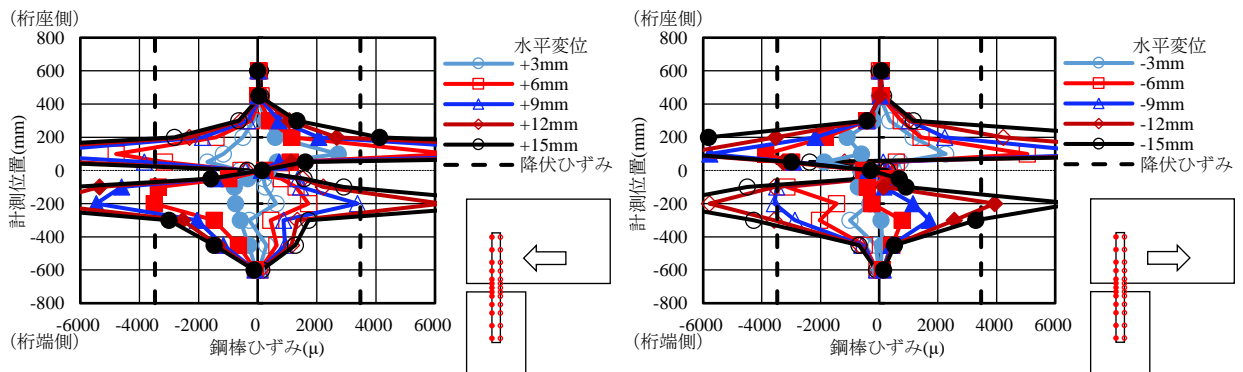 （桁座側）
800
600
400
200
0
-200
-400
-600
-800
計測位置(mm)
-6000 -4000 -2000 0 2000 4000 6000
（桁端側）
鋼棒ひずみ(μ)
水平変位
+3mm
+6mm
+9mm
+12mm
+15mm
降伏ひずみ
（桁座側）
800
600
400
200
0
-200
-400
-600
-800
計測位置(mm)
-6000 -4000 -2000 0 2000 4000 6000
（桁端側）
鋼棒ひずみ(μ)
水平変位
-3mm
-6mm
-9mm
-12mm
-15mm
降伏ひずみ